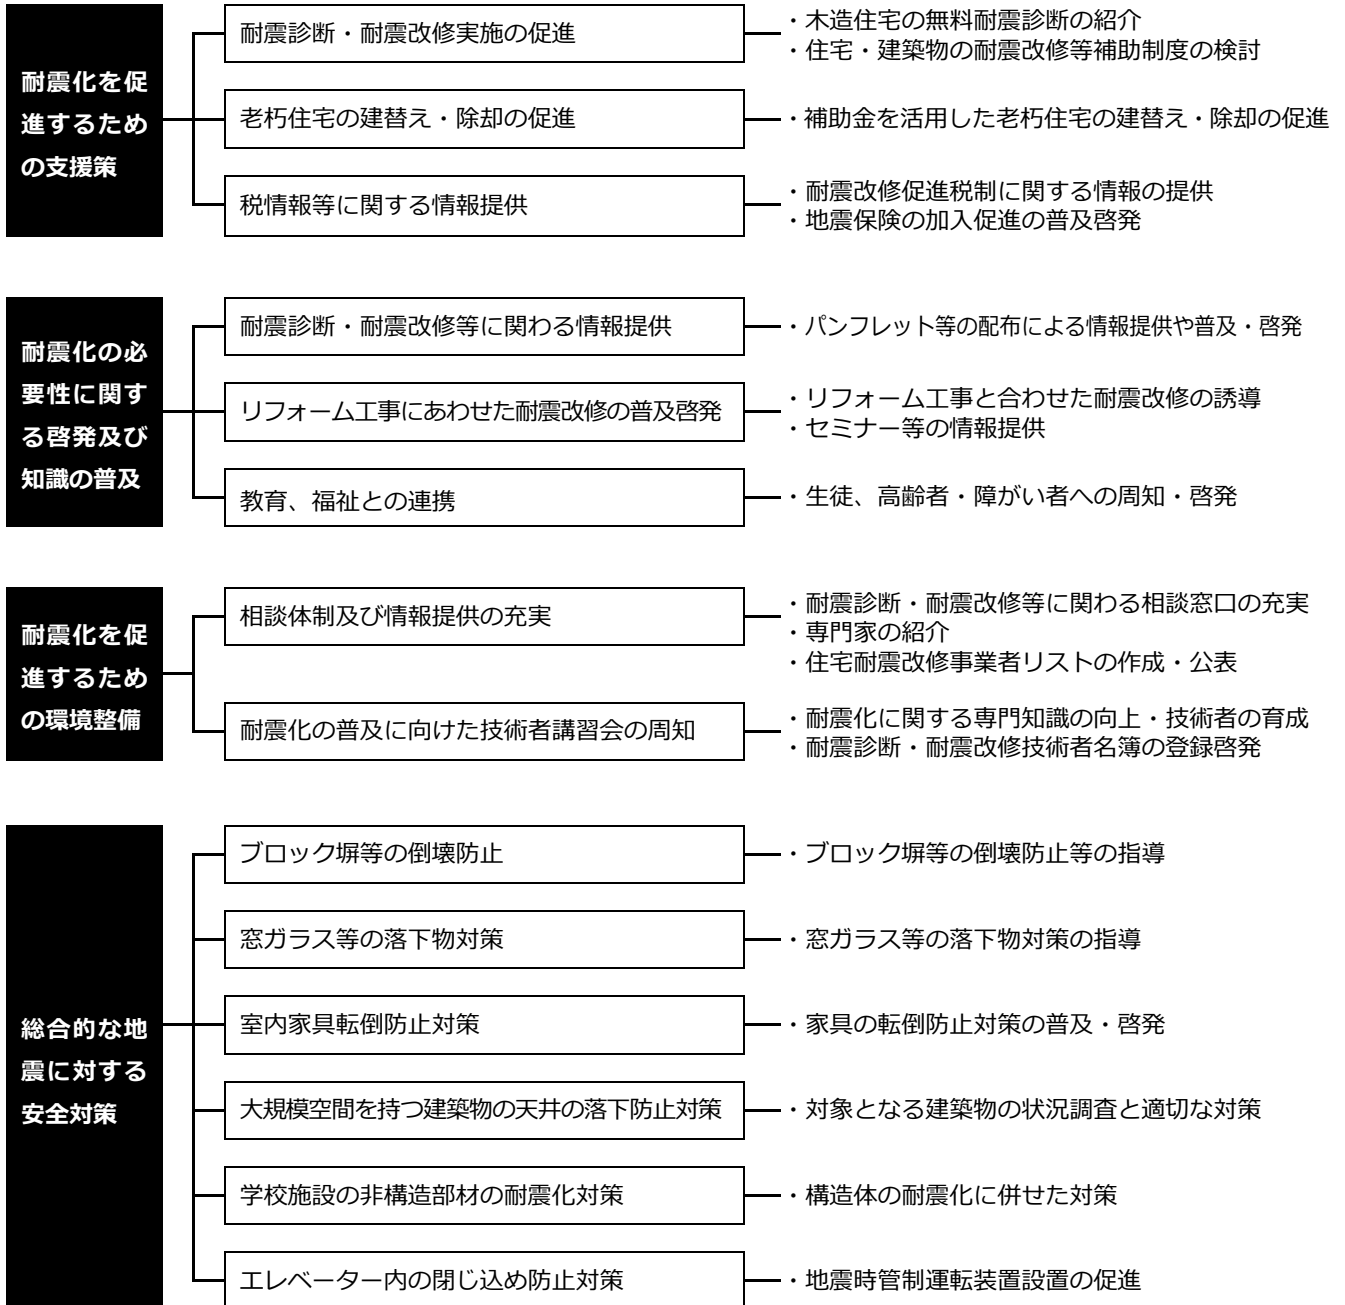 耐震化を促
進するため
の支援策
耐震診断・耐震改修実施の促進
・木造住宅の無料耐震診断の紹介
・住宅・建築物の耐震改修等補助制度の検討
老朽住宅の建替え・除却の促進
・補助金を活用した老朽住宅の建替え・除却の促進
税情報等に関する情報提供
・耐震改修促進税制に関する情報の提供
・地震保険の加入促進の普及啓発
耐震化の必
要性に関す
る啓発及び
知識の普及
耐震診断・耐震改修等に関わる情報提供
・パンフレット等の配布による情報提供や普及・啓発
リフォーム工事にあわせた耐震改修の普及啓発
・リフォーム工事と合わせた耐震改修の誘導
・セミナー等の情報提供
教育、福祉との連携
・生徒、高齢者・障がい者への周知・啓発
耐震化を促
進するため
の環境整備
相談体制及び情報提供の充実
・耐震診断・耐震改修等に関わる相談窓口の充実
・専門家の紹介
・住宅耐震改修事業者リストの作成・公表
耐震化の普及に向けた技術者講習会の周知
・耐震化に関する専門知識の向上・技術者の育成
・耐震診断・耐震改修技術者名簿の登録啓発
総合的な地
震に対する
安全対策
ブロック塀等の倒壊防止
・ブロック塀等の倒壊防止等の指導
窓ガラス等の落下物対策
・窓ガラス等の落下物対策の指導
室内家具転倒防止対策
・家具の転倒防止対策の普及・啓発
大規模空間を持つ建築物の天井の落下防止対策
・対象となる建築物の状況調査と適切な対策
学校施設の非構造部材の耐震化対策
・構造体の耐震化に併せた対策
エレベーター内の閉じ込め防止対策
・地震時管制運転装置設置の促進